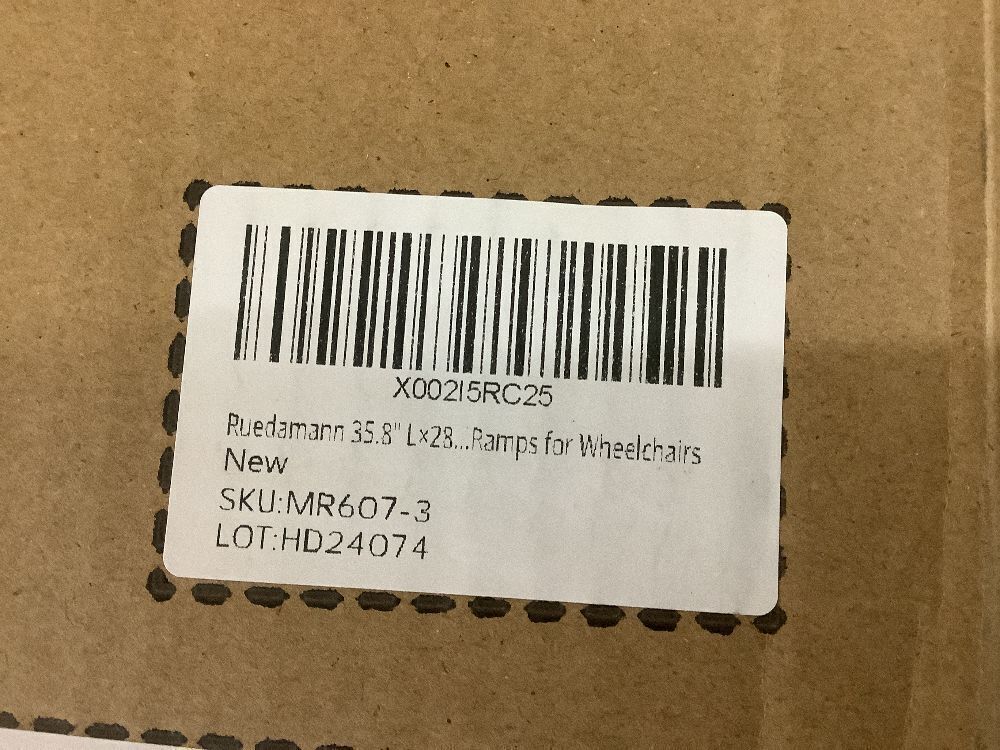 X002I5RC25
Ruedamann 35.8" L×28...Ramps for Wheelchairs
New
SKU:MR607-3
LOT:HD24074